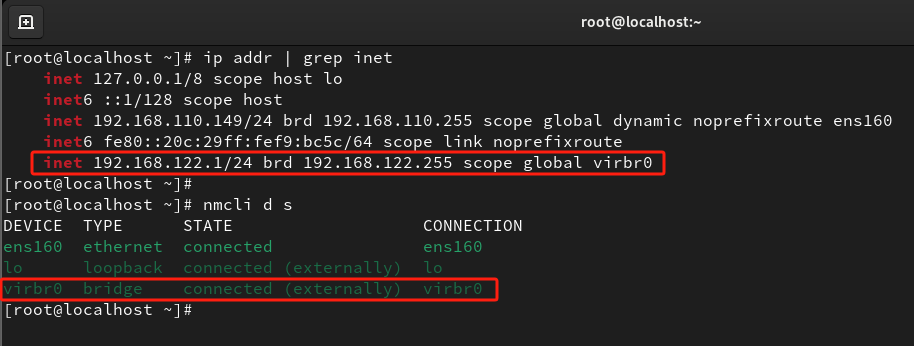 root@localhost:~
[root@localhost ~]# ip addr | grep inet
    inet 127.0.0.1/8 scope host lo
    inet6 ::1/128 scope host
    inet 192.168.110.149/24 brd 192.168.110.255 scope global dynamic noprefixroute ens160
    inet6 fe80::20c:29ff:fef9:bc5c/64 scope link noprefixroute
    inet 192.168.122.1/24 brd 192.168.122.255 scope global virbr0
[root@localhost ~]#
[root@localhost ~]# nmcli d s
DEVICE  TYPE      STATE                   CONNECTION
ens160  ethernet  connected               ens160
lo      loopback  connected (externally)  lo
virbr0  bridge    connected (externally)  virbr0
[root@localhost ~]#